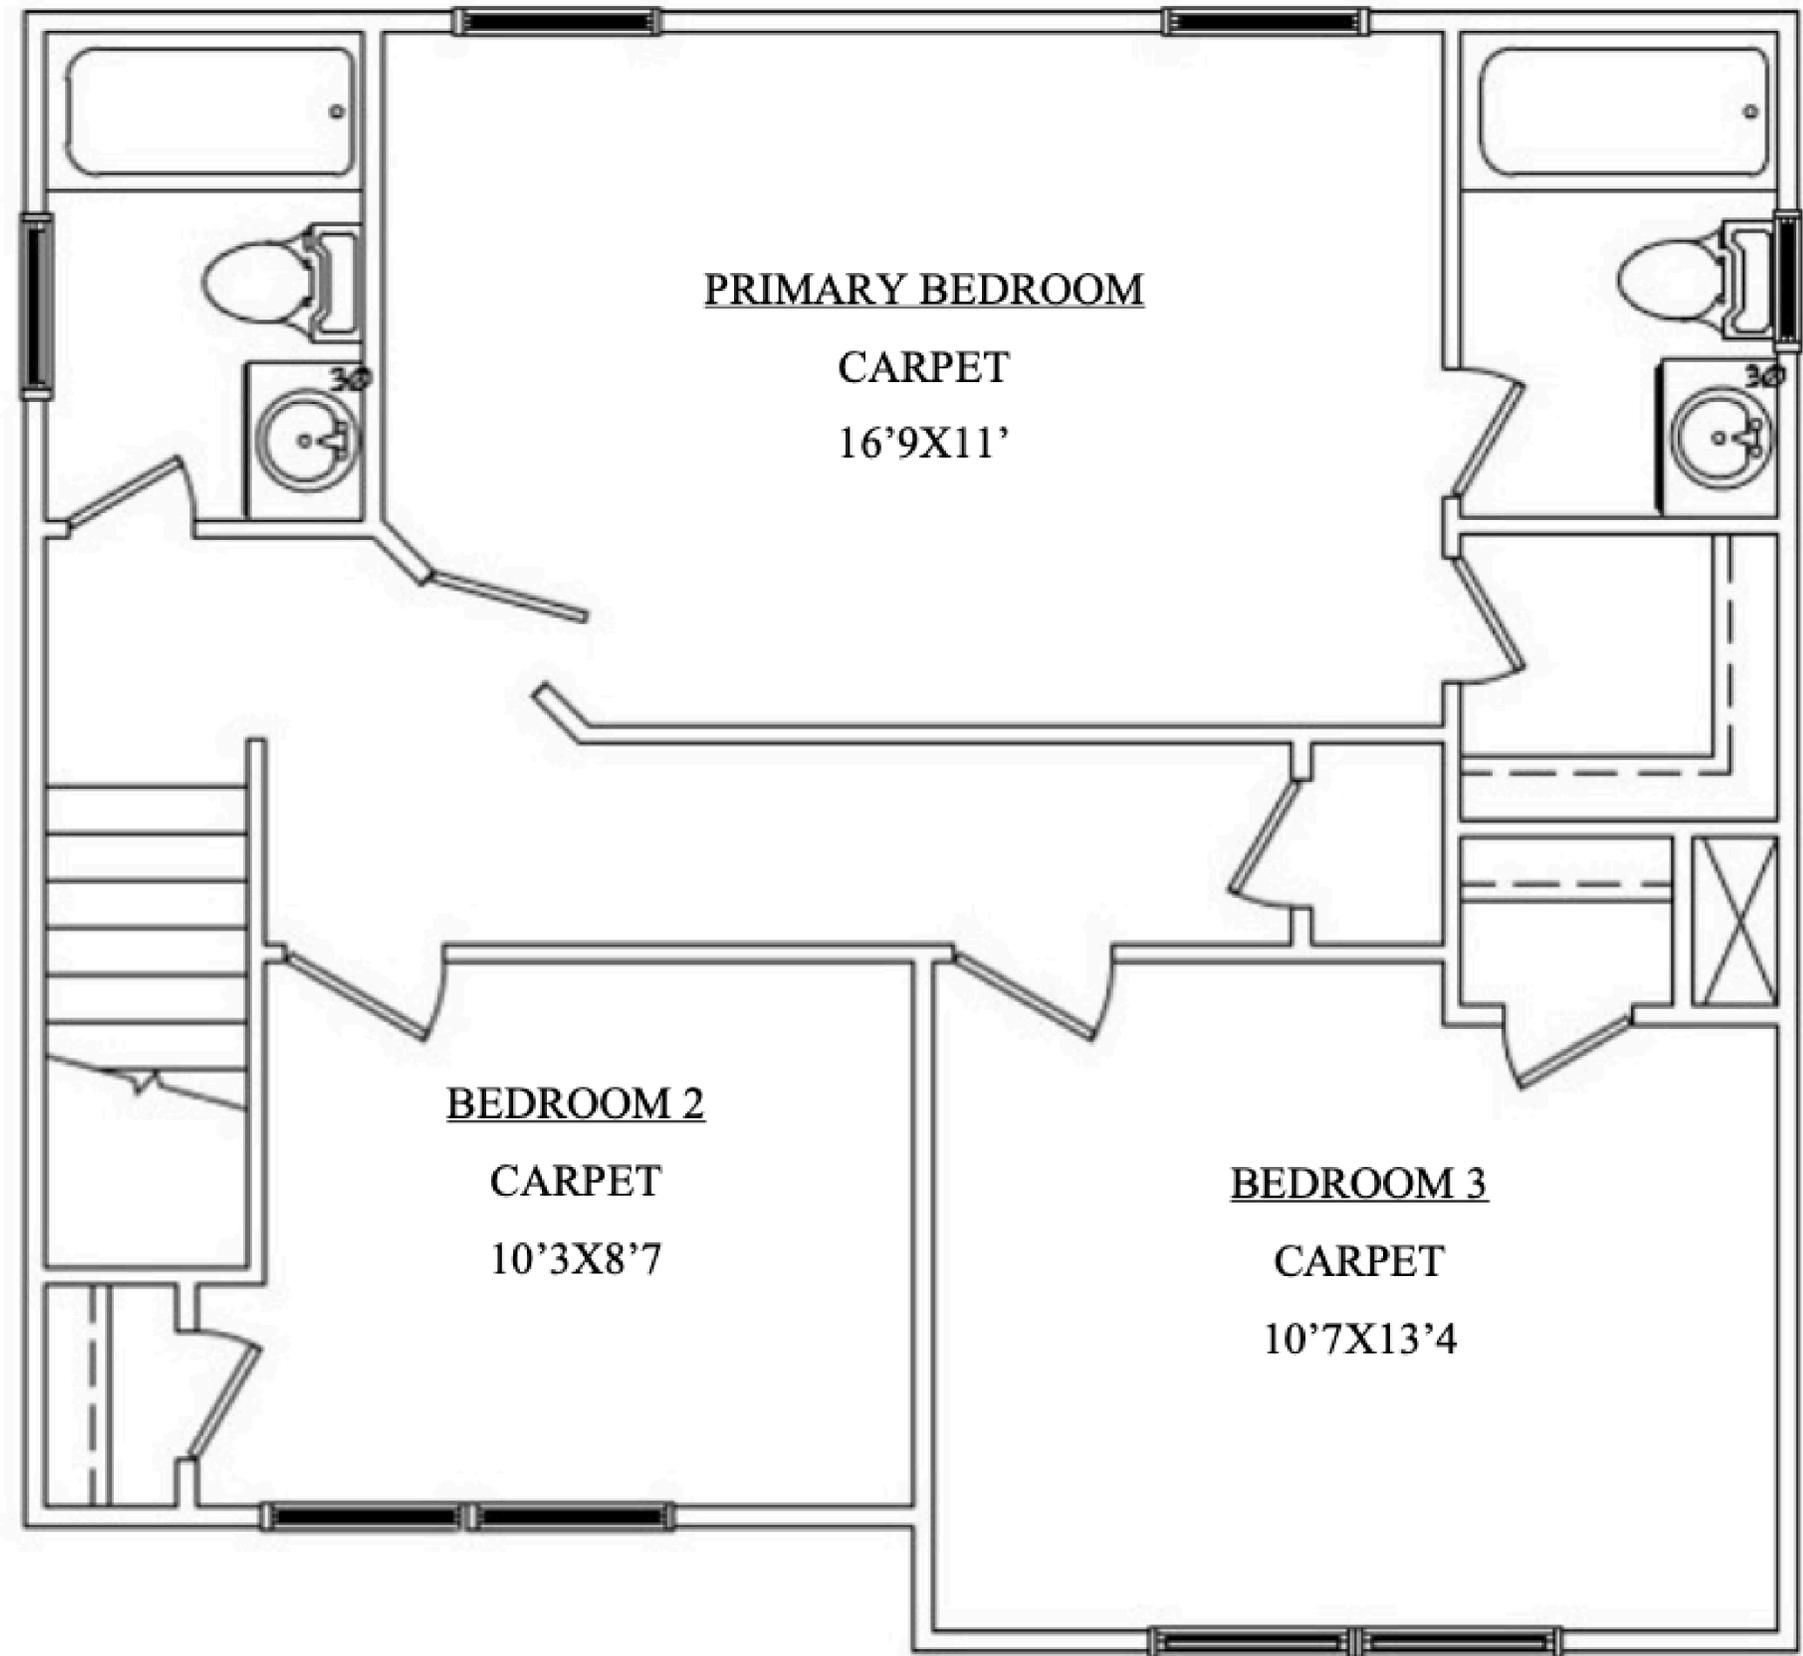 PRIMARY BEDROOM
CARPET
16’9X11’
30
30
BEDROOM 2
CARPET
10’3X8’7
BEDROOM 3
CARPET
10’7X13’4